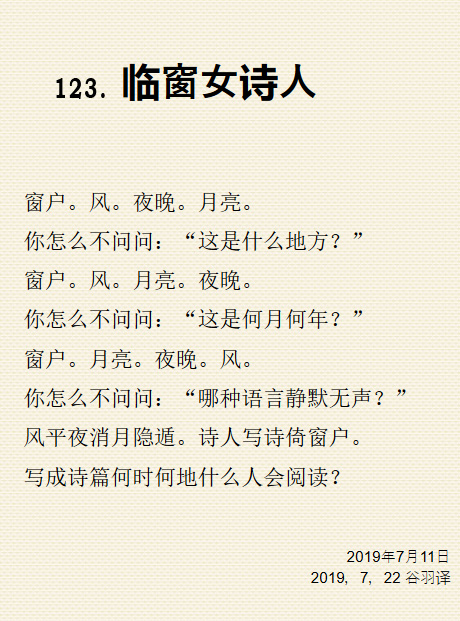 123. 临窗女诗人
窗户。风。夜晚。月亮。
你怎么不问问：“这是什么地方？”
窗户。风。月亮。夜晚。
你怎么不问问：“这是何月何年？”
窗户。月亮。夜晚。风。
你怎么不问问：“哪种语言静默无声？”
风平夜消月隐遁。诗人写诗倚窗户。
写成诗篇何时何地什么人会阅读？
2019年7月11日
2019，7，22 谷羽译